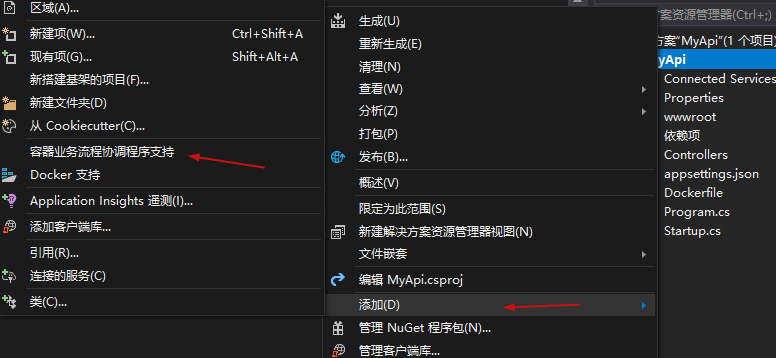 区域(A)...
新建项(W)... Ctrl+Shift+A
现有项(G)... Shift+Alt+A
新搭建基架的项目(F)...
新建文件夹(D)
从 Cookiecutter(C)...
容器业务流程协调程序支持
Docker 支持
Application Insights 遥测(I)...
添加客户端库...
引用(R)...
连接的服务(C)
类(C)...
生成(U)
重新生成(E)
清理(N)
查看(W)
分析(Z)
打包(P)
发布(B)...
概述(V)
限定为此范围(S)
新建解决方案资源管理器视图(N)
文件嵌套
编辑 MyApi.csproj
添加(D)
管理 NuGet 程序包(N)...
管理客户端库...
案资源管理器(Ctrl+;)
方案"MyApi"(1 个项目)
yApi
Connected Services
Properties
wwwroot
依赖项
Controllers
appsettings.json
Dockerfile
Program.cs
Startup.cs